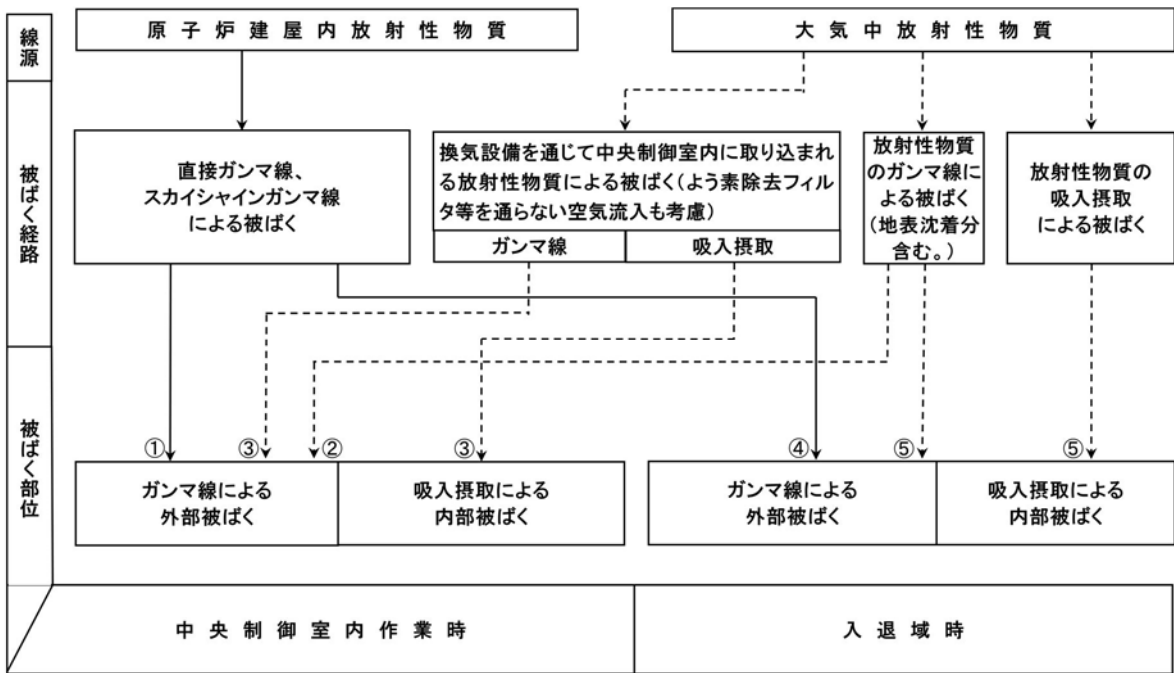 線源
原子炉建屋内放射性物質
大気中放射性物質
被ばく経路
直接ガンマ線、
スカイシャインガンマ線
による被ばく
換気設備を通じて中央制御室内に取り込まれ
る放射性物質による被ばく(よう素除去フィル
タ等を通らない空気流入も考慮)
ガンマ線
吸入摂取
放射性物質
のガンマ線に
よる被ばく
(地表沈着分
含む。)
放射性物質の
吸入摂取
による被ばく
被ばく部位
①
③
②
③
④
⑤
⑤
ガンマ線による
外部被ばく
吸入摂取による
内部被ばく
ガンマ線による
外部被ばく
吸入摂取による
内部被ばく
中央制御室内作業時
入退域時